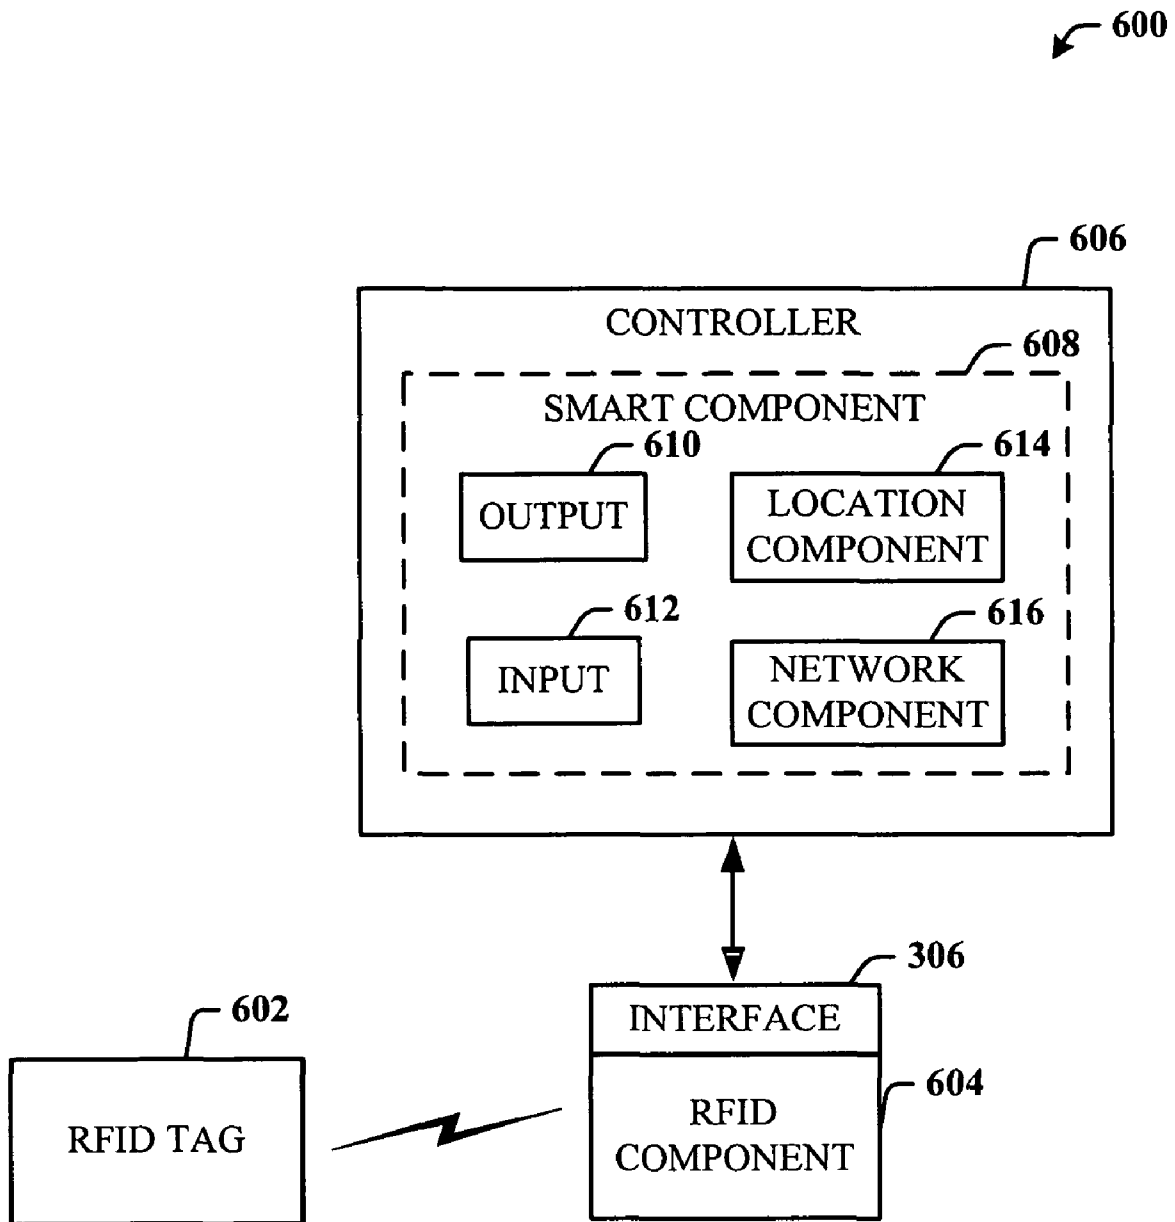 600
606
CONTROLLER
608
SMART COMPONENT
610
614
OUTPUT
LOCATION
COMPONENT
612
616
INPUT
NETWORK
COMPONENT
306
INTERFACE
602
604
RFID TAG
RFID
COMPONENT